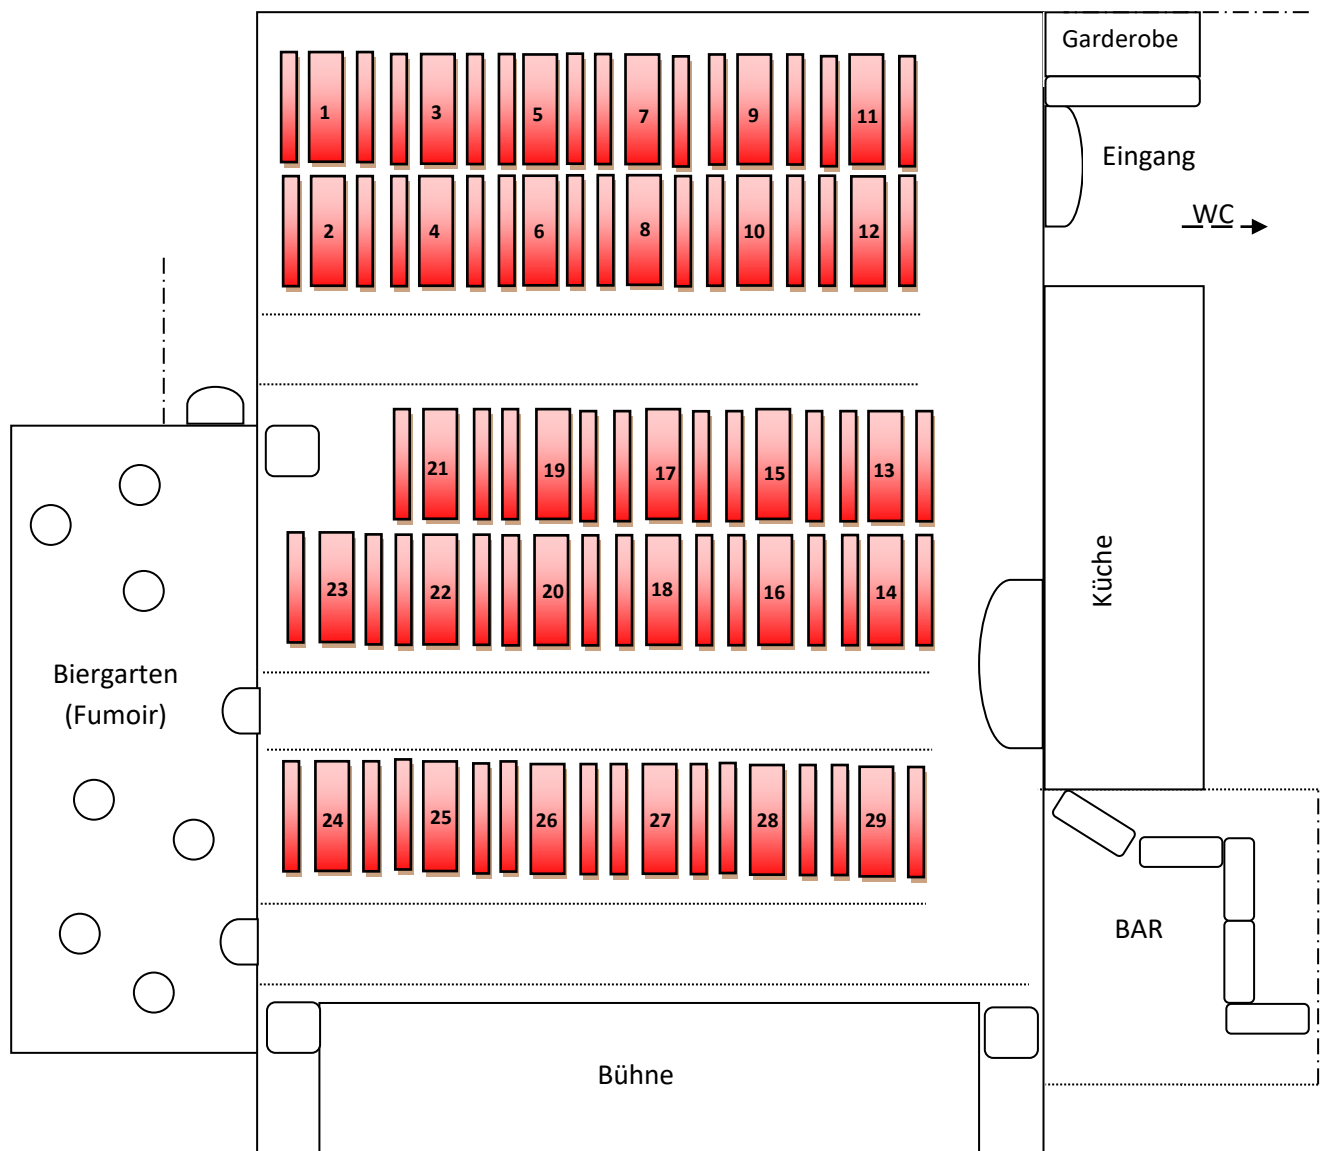 Garderobe
1 3 5 7 9 11
Eingang
WC
2 4 6 8 10 12
21 19 17 15 13
Küche
23 22 20 18 16 14
Biergarten
(Fumoir)
24 25 26 27 28 29
BAR
Bühne